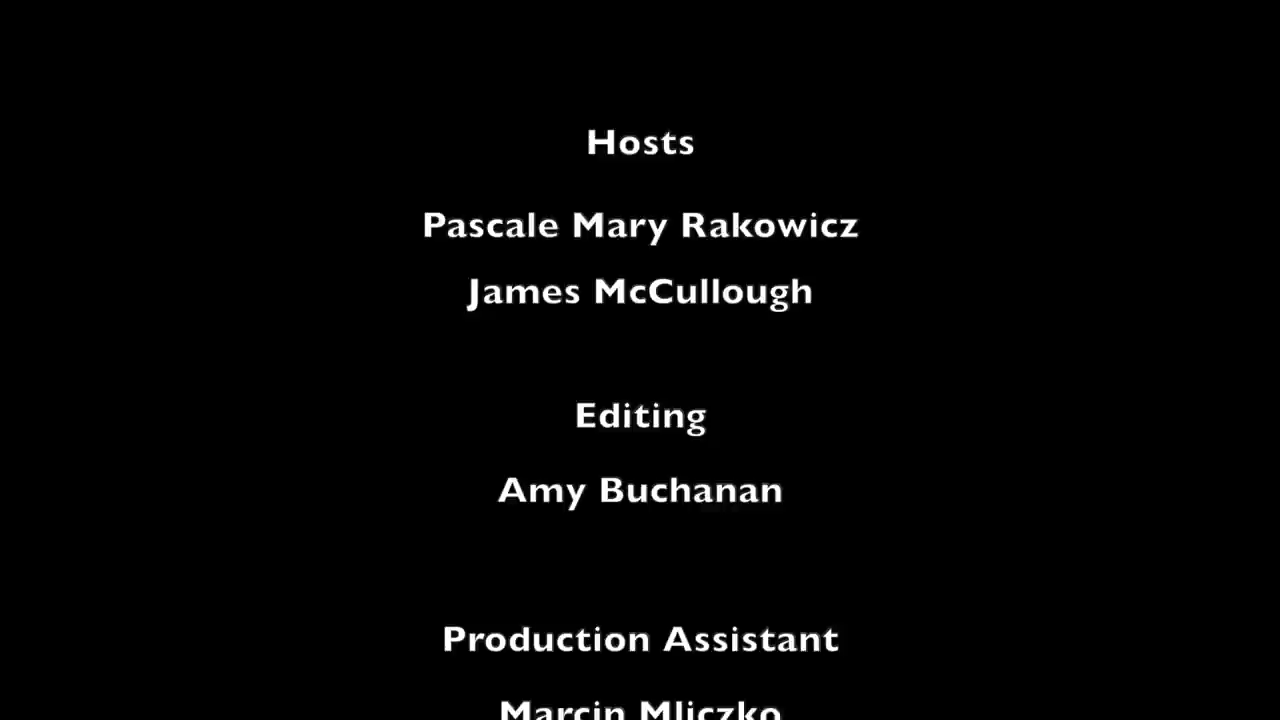 Hosts
Pascale Mary Rakowicz
James McCullough
Editing
Amy Buchanan
Production Assistant
Marcin Mliczko